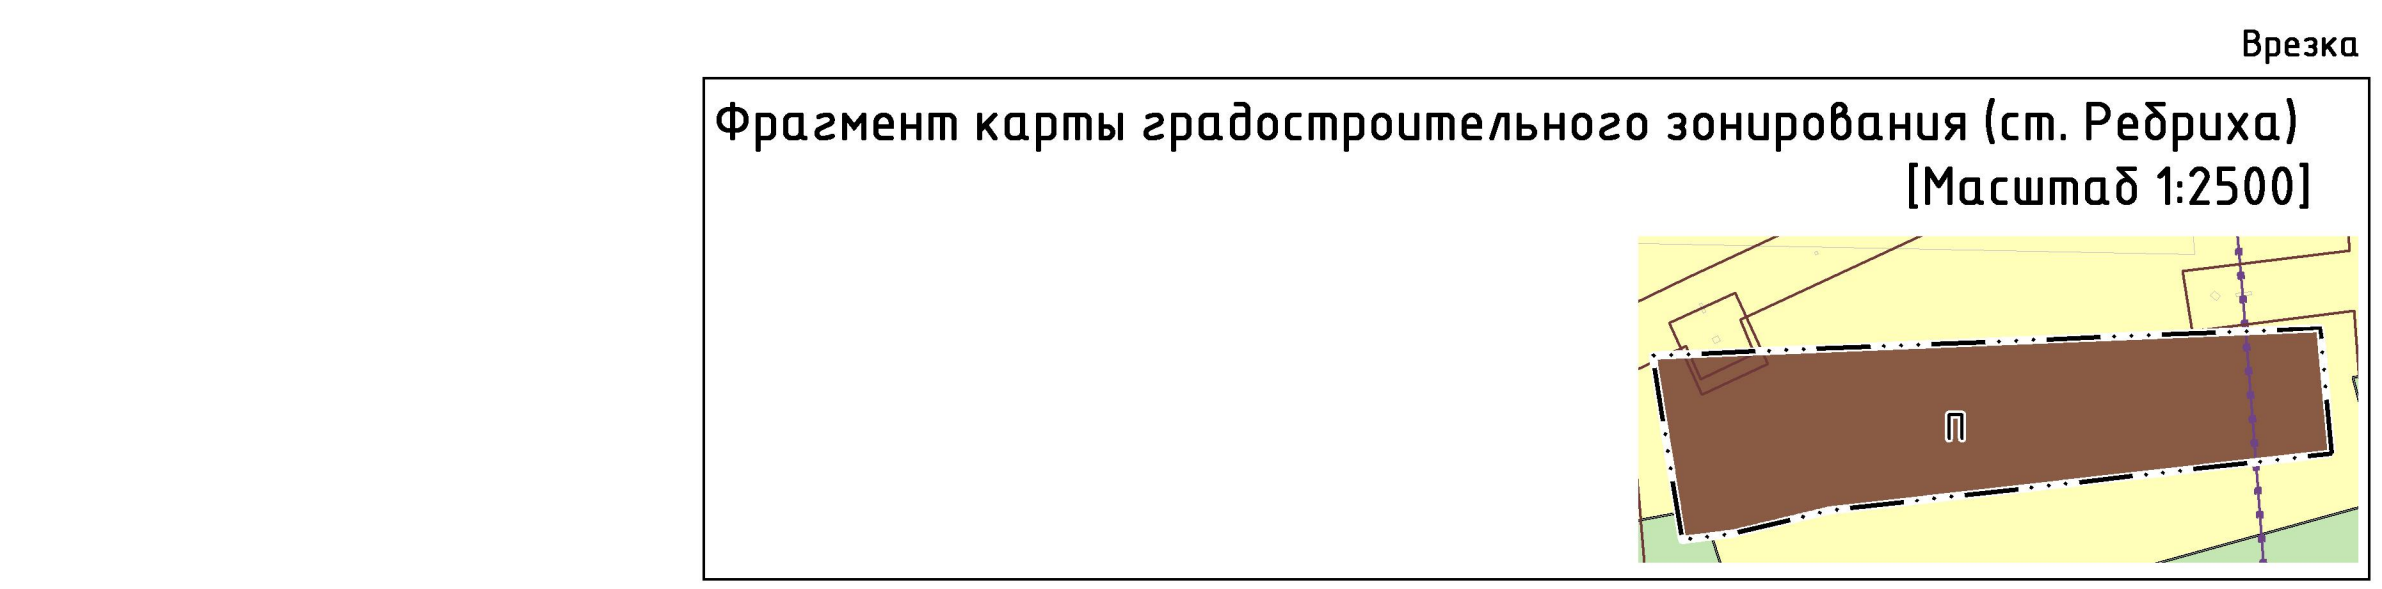 Врезка
Фрагмент карты градостроительного зонирования (ст. Ребриха)
[Масштаб 1:2500]
П